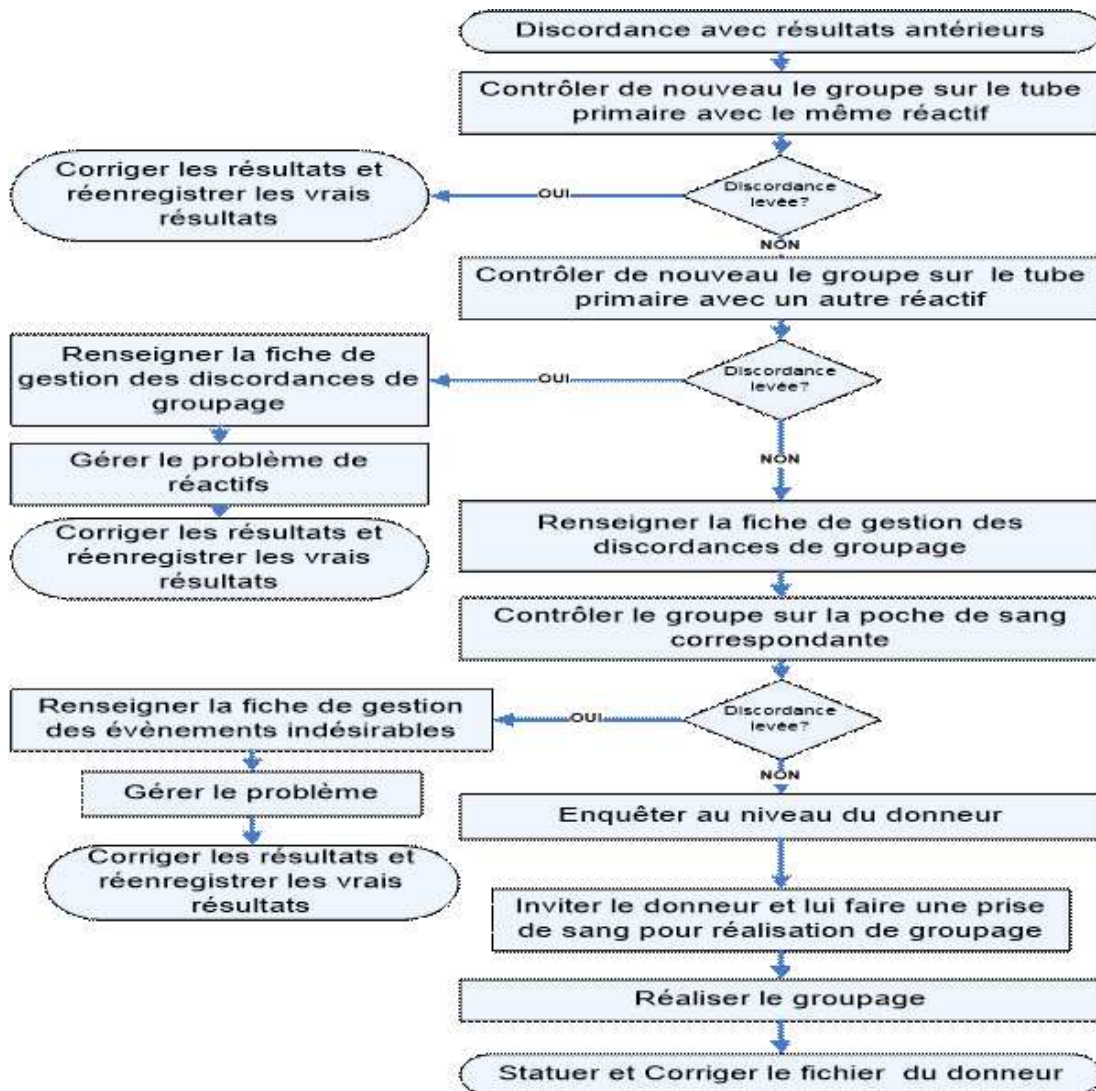 Discordance avec résultats antérieurs
Contrôler de nouveau le groupe sur le tube
primaire avec le même réactif
Discordance
levée?
OUI
Corriger les résultats et
réenregistrer les vrais
résultats
NON
Contrôler de nouveau le groupe sur le tube
primaire avec un autre réactif
Discordance
levée?
OUI
Renseigner la fiche de
gestion des discordances de
groupage
Gérer le problème de
réactifs
Corriger les résultats et
réenregistrer les vrais
résultats
NON
Renseigner la fiche de gestion des
discordances de groupage
Contrôler le groupe sur la poche de sang
correspondante
Discordance
levée?
OUI
Renseigner la fiche de gestion
des évènements indésirables
Gérer le problème
Corriger les résultats et
réenregistrer les vrais
résultats
NON
Enquêter au niveau du donneur
Inviter le donneur et lui faire une prise
de sang pour réalisation de groupage
Réaliser le groupage
Statuer et Corriger le fichier du donneur